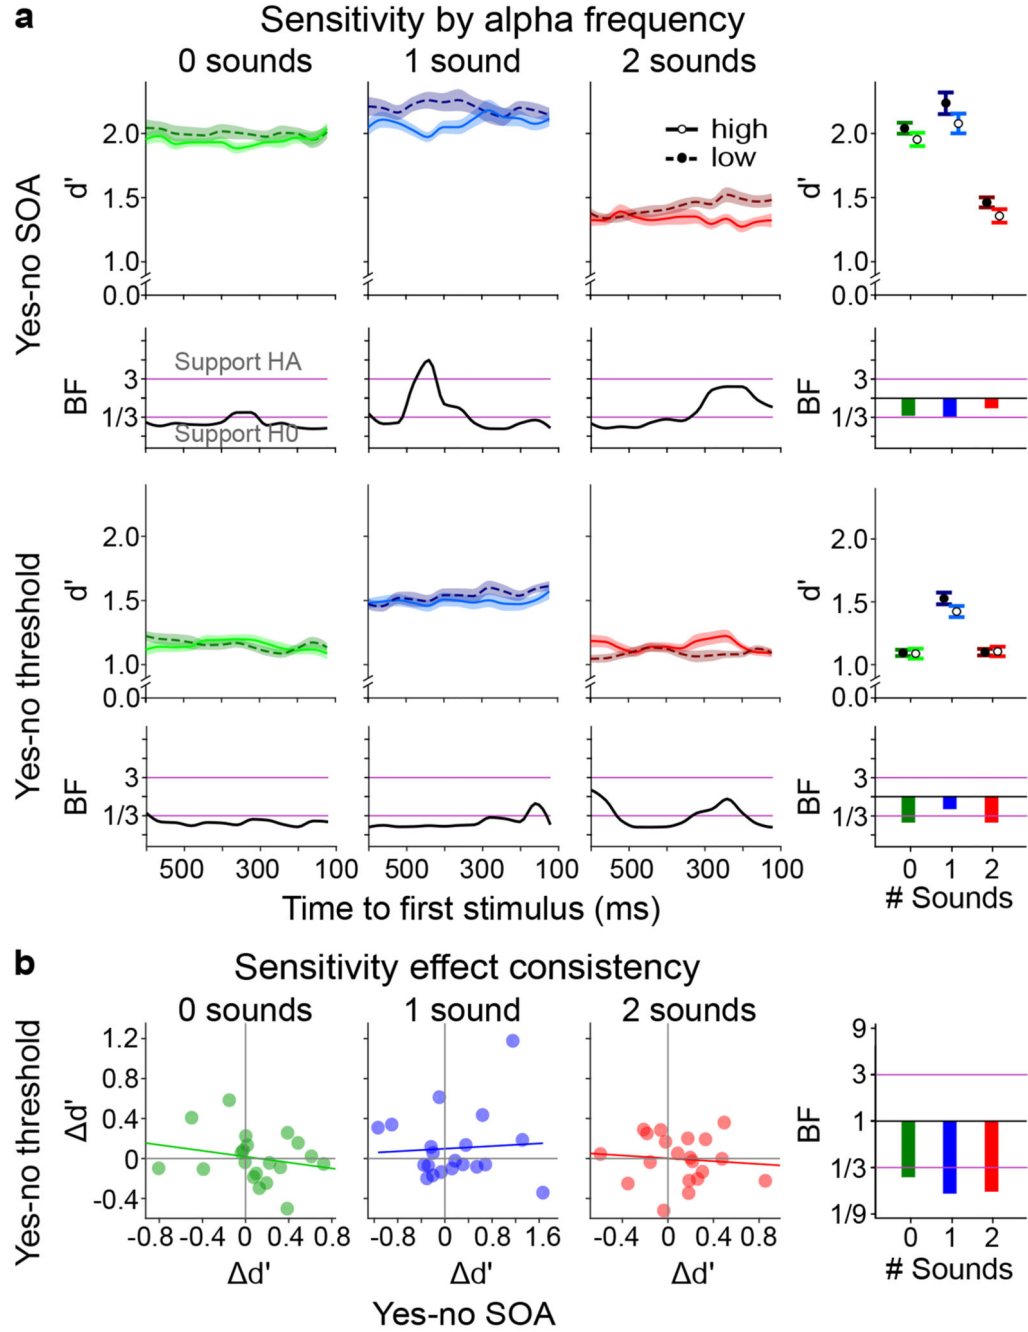 a
Sensitivity by alpha frequency
0 sounds 1 sound 2 sounds
Yes-no SOA
d'
2.0
1.5
1.0
0.0
high
low
d'
2.0
1.5
1.0
0.0
BF
3
1/3
Support HA
Support H0
BF
3
1/3
Yes-no threshold
d'
2.0
1.5
1.0
0.0
d'
2.0
1.5
1.0
0.0
BF
3
1/3
BF
3
1/3
500 300 100
500 300
500 300 100
0 1 2
Time to first stimulus (ms)
# Sounds
b
Sensitivity effect consistency
0 sounds 1 sound 2 sounds
Yes-no threshold
Δd'
1.2
0.8
0.4
0
-0.4
BF
9
3
1
1/3
1/9
-0.8 -0.4 0 0.4 0.8
-0.8 0 0.8 1.6
-0.4 0 0.4 0.8
0 1 2
Δd' Δd' Δd'
# Sounds
Yes-no SOA